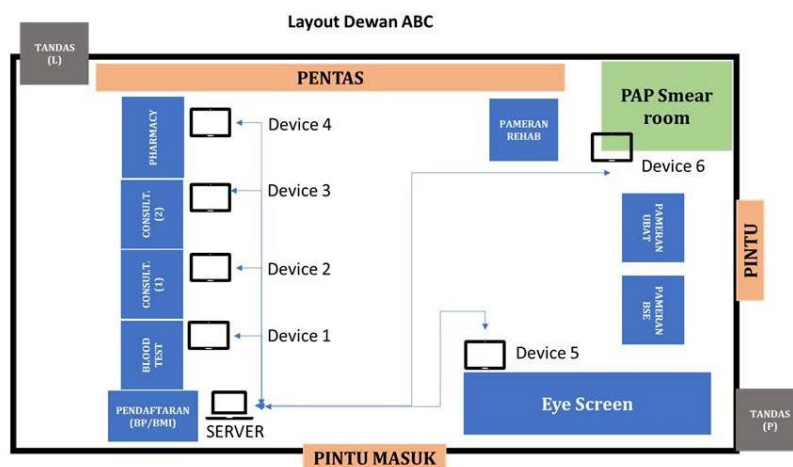 Layout Dewan ABC
TANDAS
(L)
PENTAS
PAP Smear
room
PHARMACY
Device 4
PAMERAN
REHAB
Device 6
CONSULT.
(2)
Device 3
PAMERAN
UBAT
PINTU
CONSULT.
(1)
Device 2
PAMERAN
BSE
BLOOD
TEST
Device 1
Device 5
PENDAFTARAN
(BP/BMI)
SERVER
Eye Screen
TANDAS
(P)
PINTU MASUK